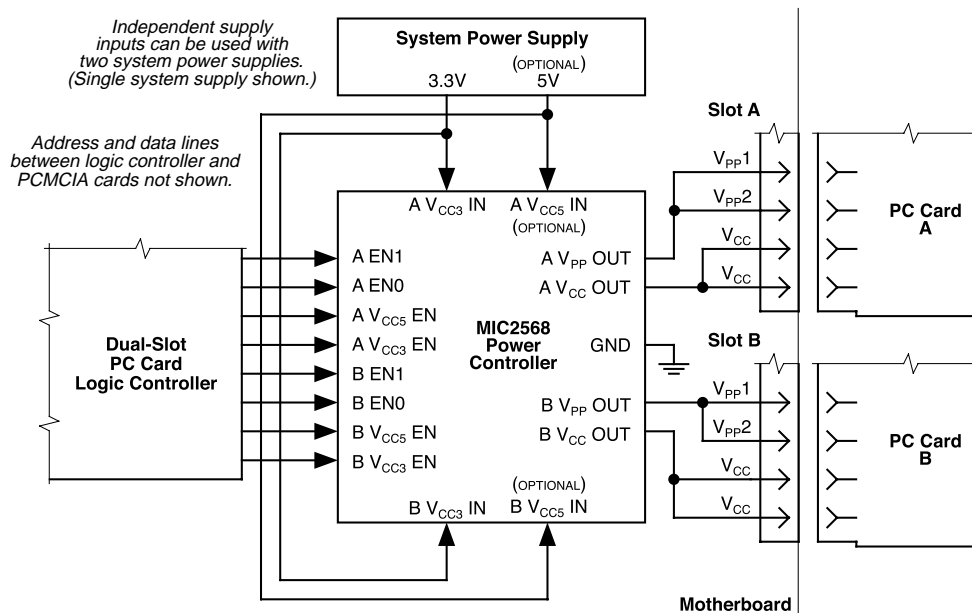 Independent supply
inputs can be used with
two system power supplies.
(Single system supply shown.)
System Power Supply
(OPTIONAL)
3.3V
5V
Address and data lines
between logic controller and
PCMCIA cards not shown.
Slot A
A VCC3 IN
A VCC5 IN
(OPTIONAL)
Dual-Slot
PC Card
Logic Controller
A EN1
A EN0
A VCC5 EN
A VCC3 EN
B EN1
B EN0
B VCC5 EN
B VCC3 EN
MIC2568
Power
Controller
A VPP OUT
A VCC OUT
GND
B VPP OUT
B VCC OUT
(OPTIONAL)
B VCC3 IN
B VCC5 IN
VPP1
VPP2
VCC
VCC
PC Card
A
Slot B
VPP1
VPP2
VCC
VCC
PC Card
B
Motherboard